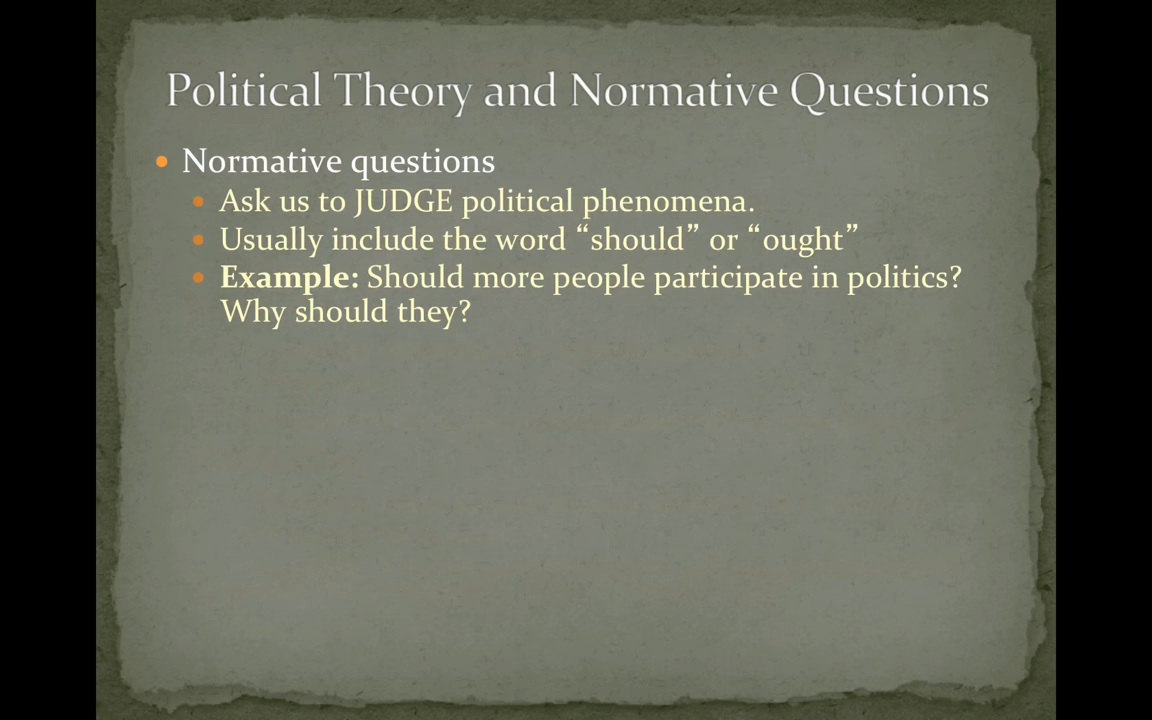 Political Theory and Normative Questions
• Normative questions
• Ask us to JUDGE political phenomena.
• Usually include the word “should” or “ought”
• Example: Should more people participate in politics?
Why should they?